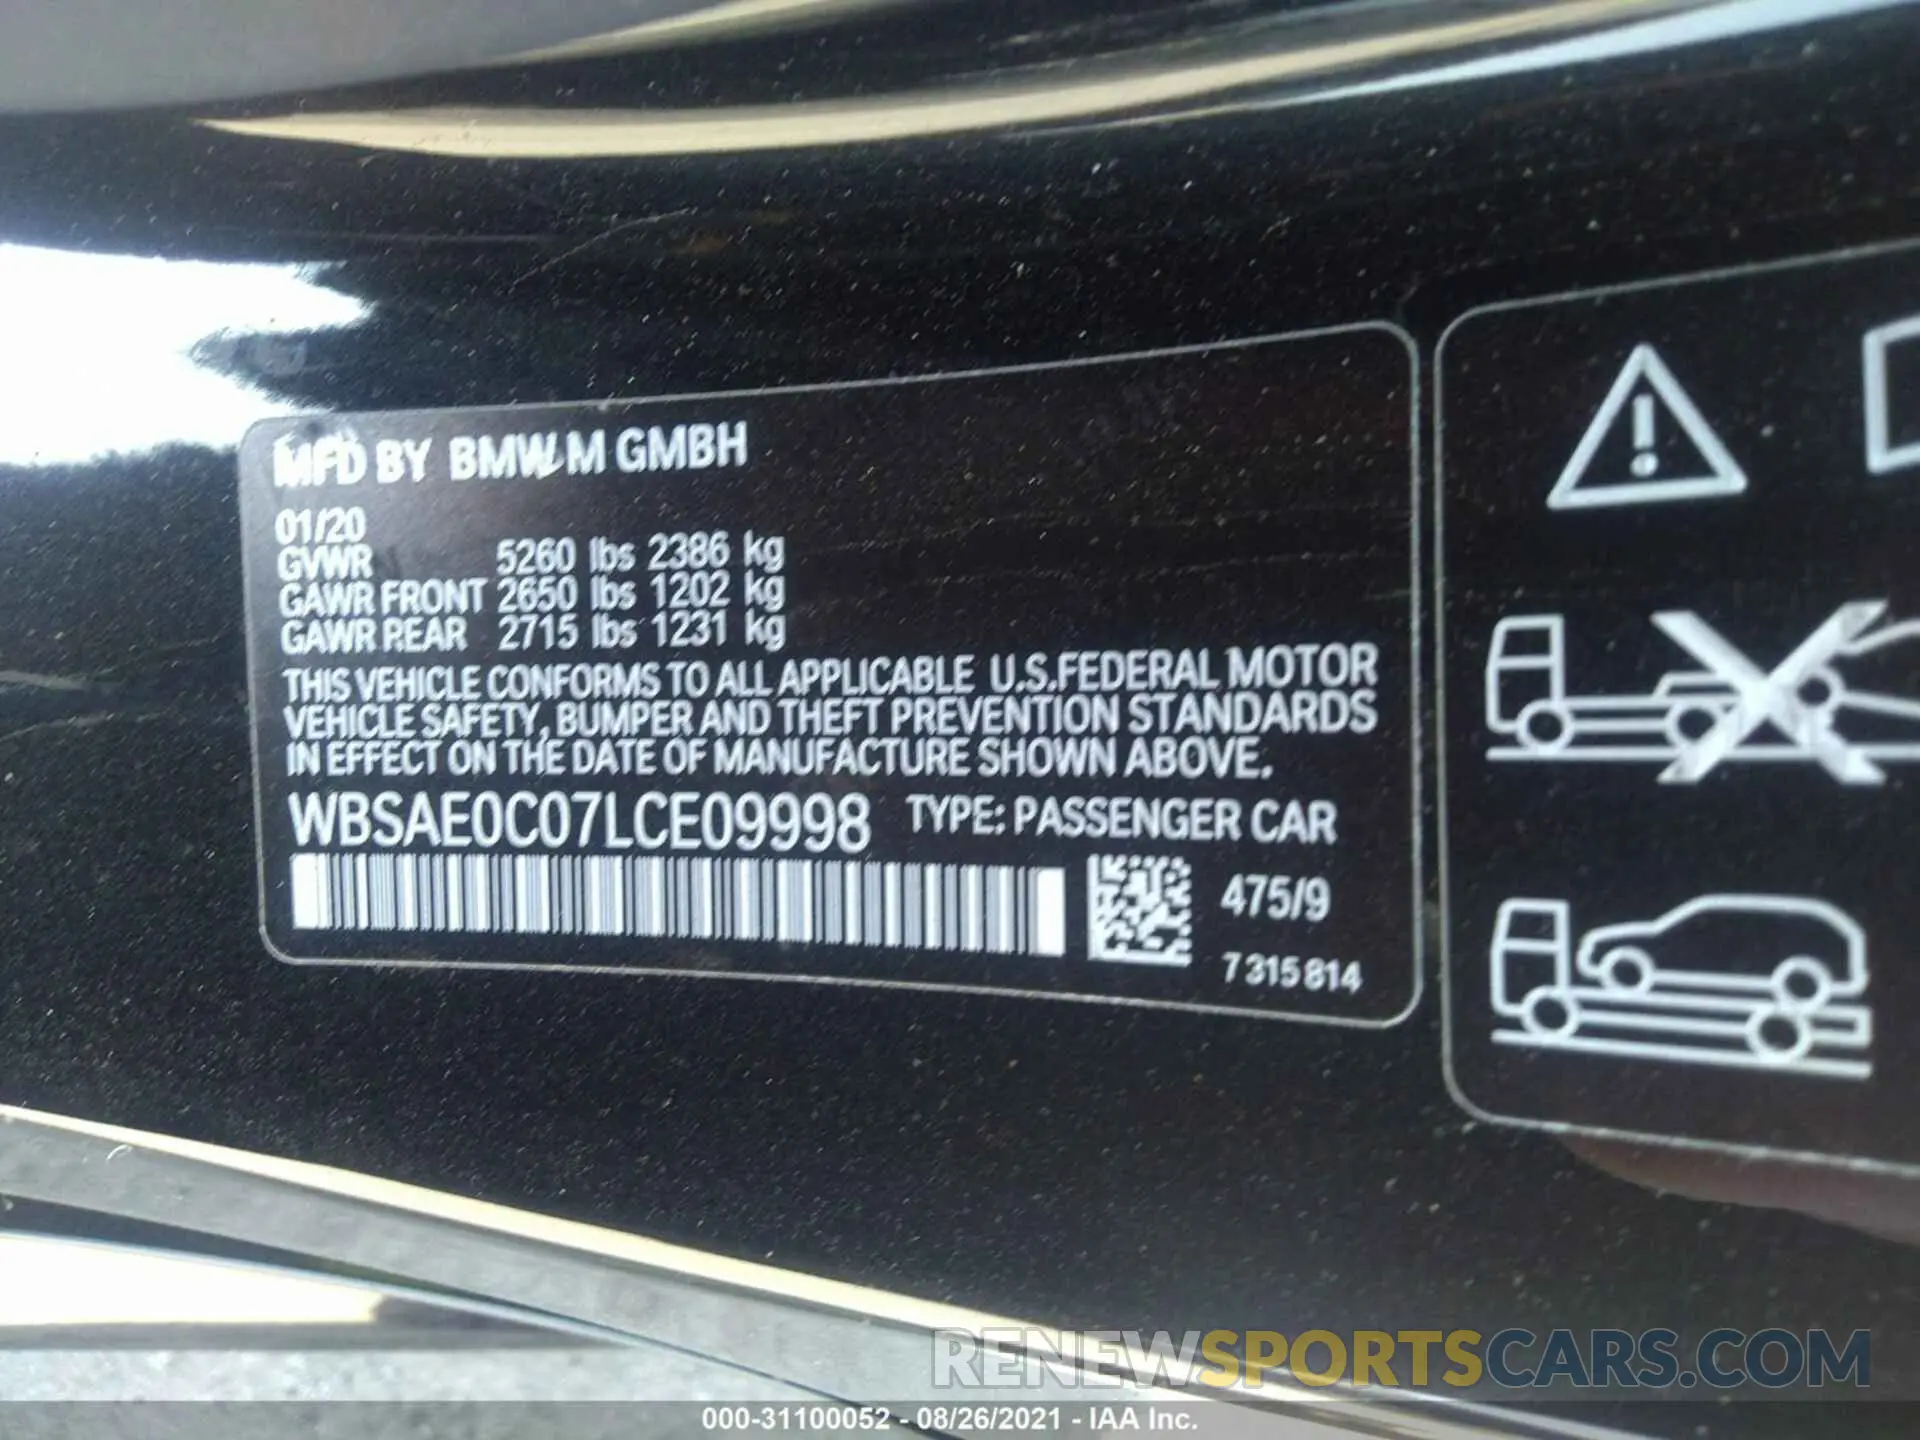 MFD BY BMW M GMBH
01/20
GVWR 5260 lbs 2386 kg
GAWR FRONT 2650 lbs 1202 kg
GAWR REAR 2715 lbs 1231 kg
THIS VEHICLE CONFORMS TO ALL APPLICABLE U.S.FEDERAL MOTOR
VEHICLE SAFETY, BUMPER AND THEFT PREVENTION STANDARDS
IN EFFECT ON THE DATE OF MANUFACTURE SHOWN ABOVE.
WBSAE0C07LCE09998 TYPE: PASSENGER CAR
475/9
7315814
RENEWSPORTSCARS.COM
000-31100052 - 08/26/2021 - IAA Inc.